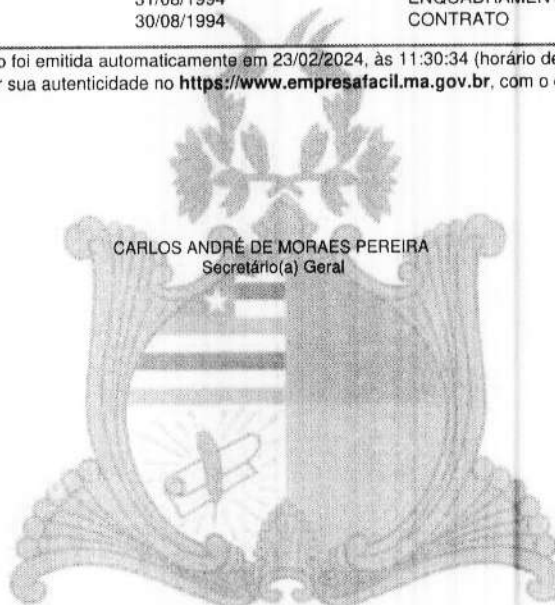 31/08/1994
30/08/1994 CONTRATO
o foi emitida automaticamente em 23/02/2024, às 11:30:34 (horário de
sua autenticidade no https://www.empresafacil.ma.gov.br, com o
CARLOS ANDRÉ DE MORAES PEREIRA
Secretário(a) Geral